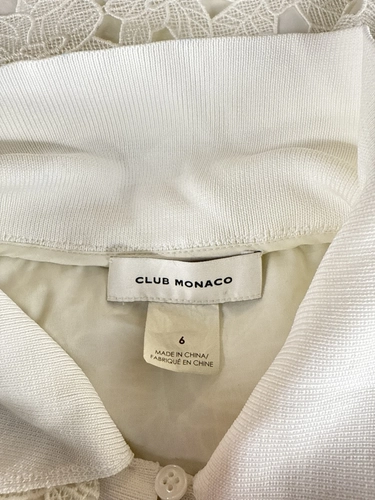 CLUB MONACO
6
MADE IN CHINA/
FABRIQUÉ EN CHINE